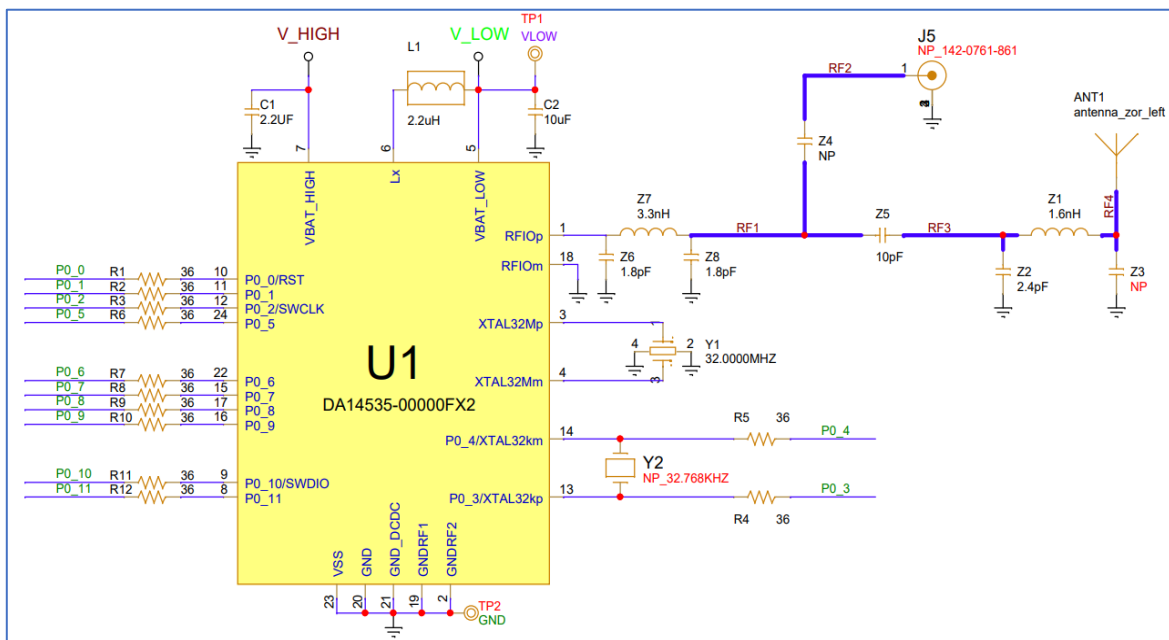 V_HIGH
V_LOW
TP1
VLOW
L1
2.2uH
C1
2.2UF
C2
10uF
7
6
5
VBAT_HIGH
Lx
VBAT_LOW
J5
NP_142-0761-861
1
RF2
ANT1
antenna_zor_left
Z4
NP
Z7
3.3nH
Z5
10pF
Z1
1.6nH
RF1
RF3
RF4
RFIOp
1
RFIOm
18
Z6
1.8pF
Z8
1.8pF
Z2
2.4pF
Z3
NP
P0_0 R1 36 10 P0_0/RST
P0_1 R2 36 11 P0_1
P0_2 R3 36 12 P0_2/SWCLK
P0_5 R6 36 24 P0_5
XTAL32Mp 3
XTAL32Mm 4
1
4
2
3
Y1
32.0000MHZ
U1
DA14535-00000FX2
P0_6 R7 36 22 P0_6
P0_7 R8 36 15 P0_7
P0_8 R9 36 17 P0_8
P0_9 R10 36 16 P0_9
P0_4/XTAL32km 14
R5 36 P0_4
Y2
NP_32.768KHZ
P0_3/XTAL32kp 13
R4 36 P0_3
P0_10 R11 36 9 P0_10/SWDIO
P0_11 R12 36 8 P0_11
VSS
GND
GND_DCDC
GNDRF1
GNDRF2
23
20
21
19
2
TP2
GND